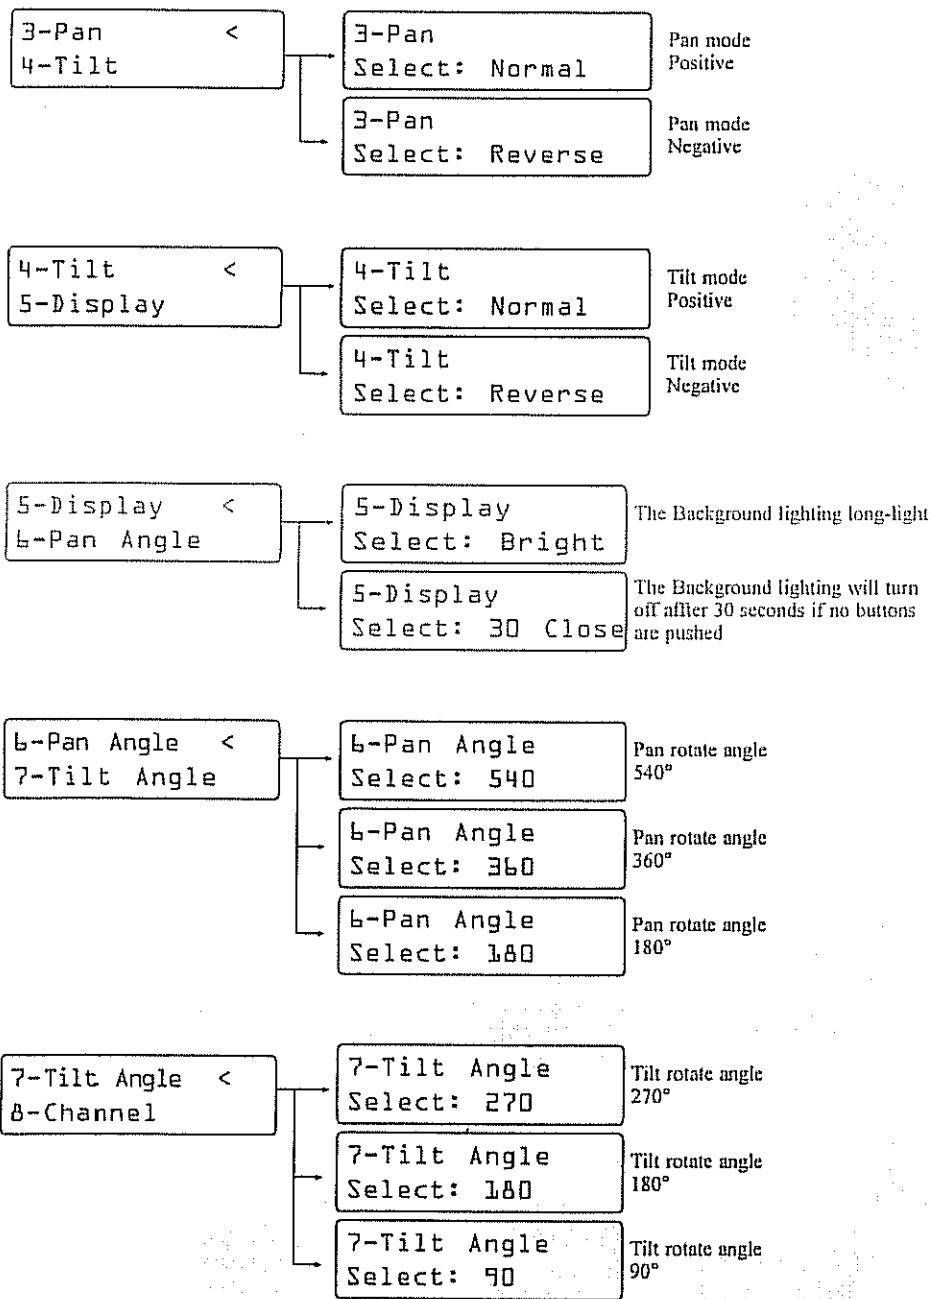 3-Pan <
4-Tilt
3-Pan
Select: Normal
Pan mode
Positive
3-Pan
Select: Reverse
Pan mode
Negative
4-Tilt <
5-Display
4-Tilt
Select: Normal
Tilt mode
Positive
4-Tilt
Select: Reverse
Tilt mode
Negative
5-Display <
6-Pan Angle
5-Display
Select: Bright
The Background lighting long-light
5-Display
Select: 30 Close
The Background lighting will turn
off aftler 30 seconds if no buttons
are pushed
6-Pan Angle <
7-Tilt Angle
6-Pan Angle
Select: 540
Pan rotate angle
540°
6-Pan Angle
Select: 360
Pan rotate angle
360°
6-Pan Angle
Select: 180
Pan rotate angle
180°
7-Tilt Angle <
8-Channel
7-Tilt Angle
Select: 270
Tilt rotate angle
270°
7-Tilt Angle
Select: 180
Tilt rotate angle
180°
7-Tilt Angle
Select: 90
Tilt rotate angle
90°